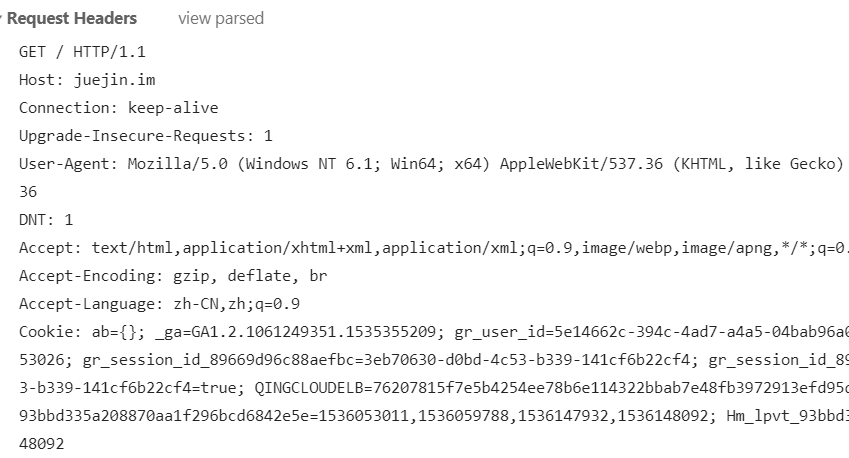 Request Headers view parsed
GET / HTTP/1.1
Host: juejin.im
Connection: keep-alive
Upgrade-Insecure-Requests: 1
User-Agent: Mozilla/5.0 (Windows NT 6.1; Win64; x64) AppleWebKit/537.36 (KHTML, like Gecko)
36
DNT: 1
Accept: text/html,application/xhtml+xml,application/xml;q=0.9,image/webp,image/apng,*/*;q=0.
Accept-Encoding: gzip, deflate, br
Accept-Language: zh-CN,zh;q=0.9
Cookie: ab={}; _ga=GA1.2.1061249351.1535355209; gr_user_id=5e14662c-394c-4ad7-a4a5-04bab96a0
53026; gr_session_id_89669d96c88aefbc=3eb70630-d0bd-4c53-b339-141cf6b22cf4; gr_session_id_89
3-b339-141cf6b22cf4=true; QINGCLOUDELB=76207815f7e5b4254ee78b6e114322bbab7e48fb3972913efd95d
93bbd335a208870aa1f296bcd6842e5e=1536053011,1536059788,1536147932,1536148092; Hm_lpvt_93bbd3
48092